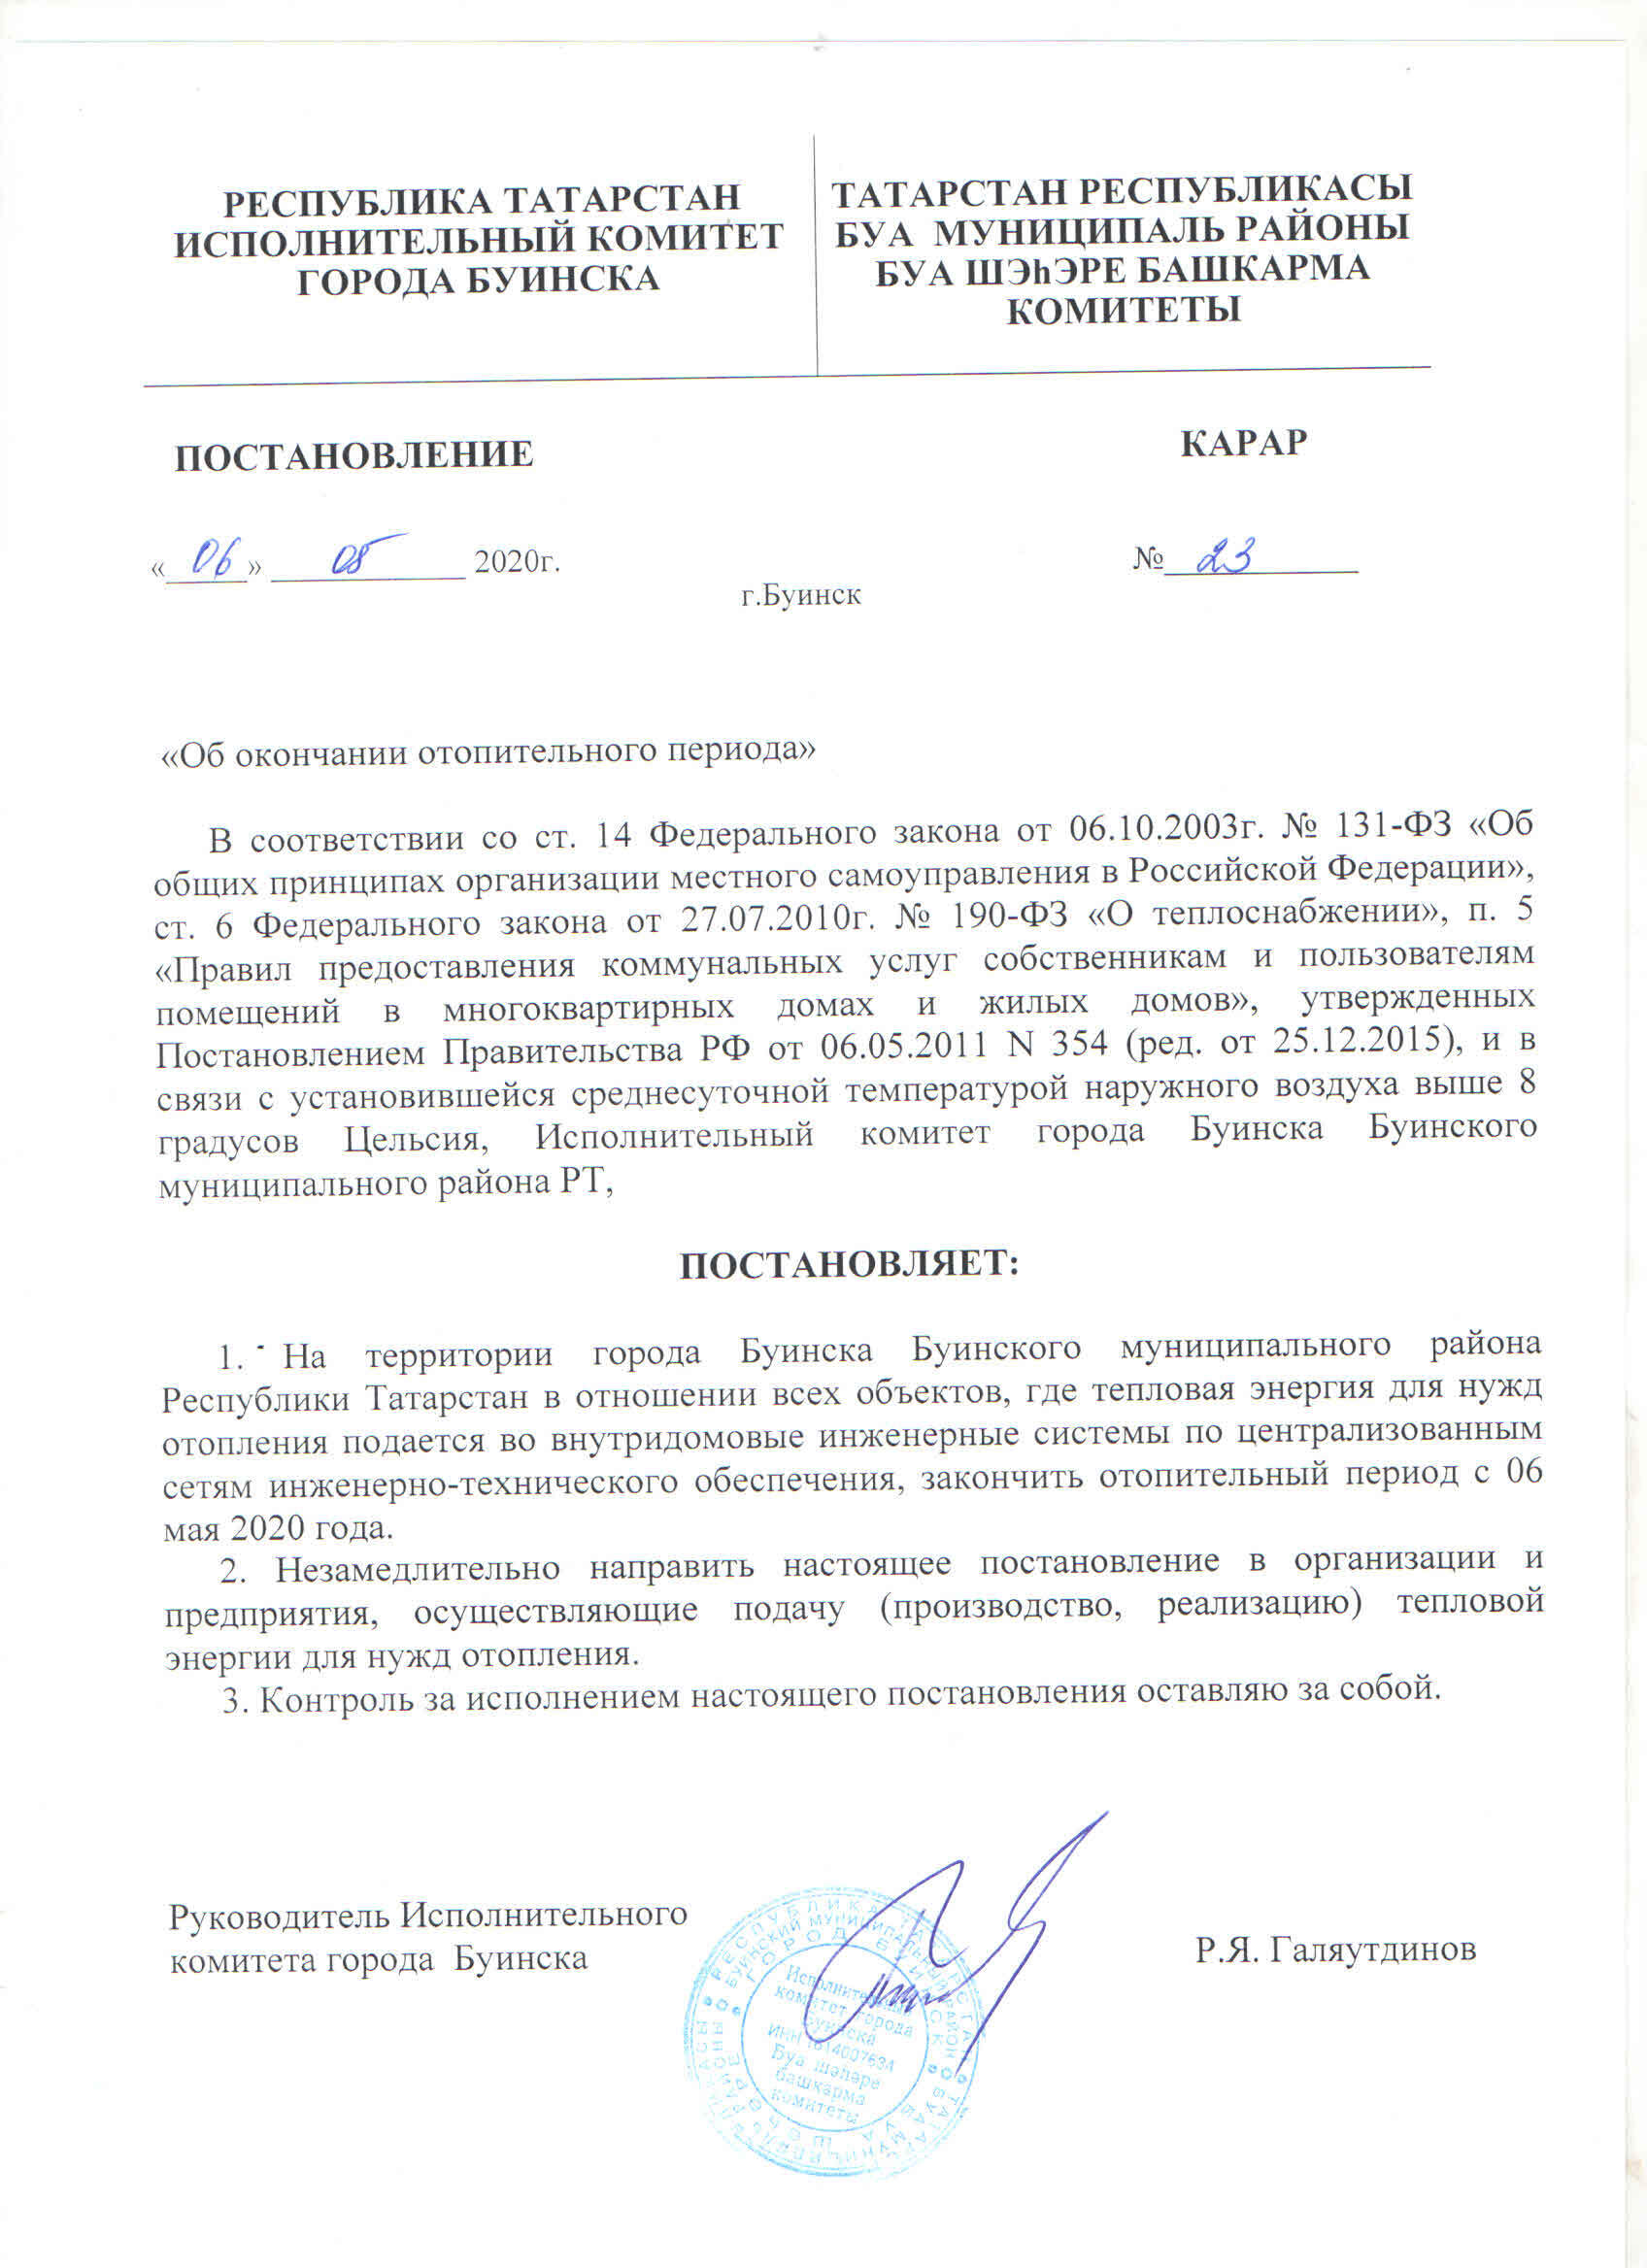 РЕСПУБЛИКА ТАТАРСТАН
ИСПОЛНИТЕЛЬНЫЙ КОМИТЕТ
ГОРОДА БУИНСКА
ТАТАРСТАН РЕСПУБЛИКАСЫ
БУА МУНИЦИПАЛЬ РАЙОНЫ
БУА ШЭҺЭРЕ БАШКАРМА
КОМИТЕТЫ
ПОСТАНОВЛЕНИЕ
КАРАР
« 06 » 05 2020г.
№ 23
г.Буинск
«Об окончании отопительного периода»
В соответствии со ст. 14 Федерального закона от 06.10.2003г. № 131-ФЗ «Об
общих принципах организации местного самоуправления в Российской Федерации»,
ст. 6 Федерального закона от 27.07.2010г. № 190-ФЗ «О теплоснабжении», п. 5
«Правил предоставления коммунальных услуг собственникам и пользователям
помещений в многоквартирных домах и жилых домов», утвержденных
Постановлением Правительства РФ от 06.05.2011 N 354 (ред. от 25.12.2015), и в
связи с установившейся среднесуточной температурой наружного воздуха выше 8
градусов Цельсия, Исполнительный комитет города Буинска Буинского
муниципального района РТ,
ПОСТАНОВЛЯЕТ:
1. На территории города Буинска Буинского муниципального района
Республики Татарстан в отношении всех объектов, где тепловая энергия для нужд
отопления подается во внутридомовые инженерные системы по централизованным
сетям инженерно-технического обеспечения, закончить отопительный период с 06
мая 2020 года.
2. Незамедлительно направить настоящее постановление в организации и
предприятия, осуществляющие подачу (производство, реализацию) тепловой
энергии для нужд отопления.
3. Контроль за исполнением настоящего постановления оставляю за собой.
Руководитель Исполнительного
комитета города Буинска
Р.Я. Галяутдинов
Исполнительный
комитет города
Буинска
ИНН 1614007634
Буа шәһәре
башкарма
комитеты